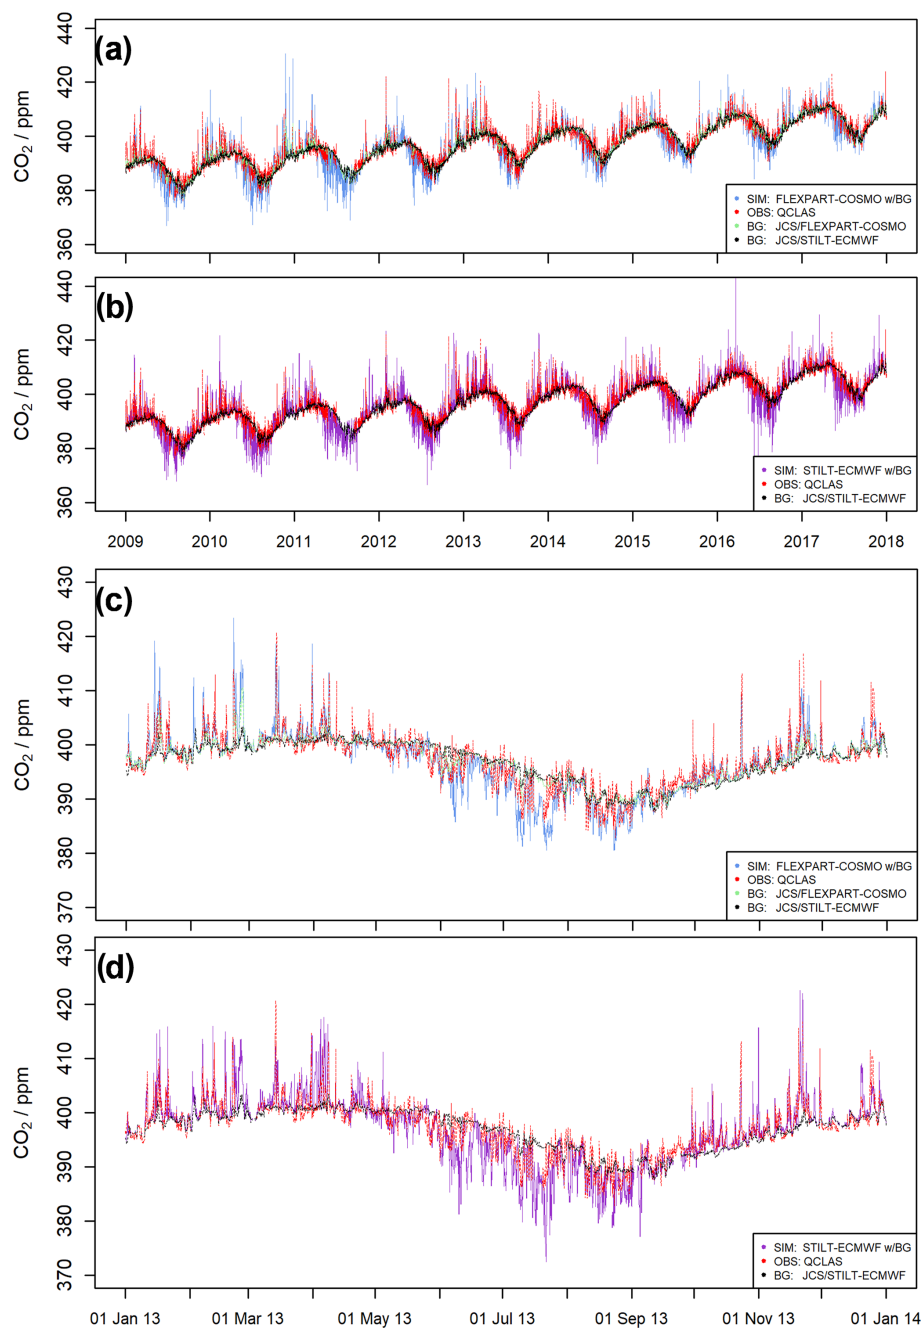 (a)
CO2 / ppm
440
420
400
380
360
SIM: FLEXPART-COSMO w/BG
OBS: QCLAS
BG: JCS/FLEXPART-COSMO
BG: JCS/STILT-ECMWF
(b)
CO2 / ppm
440
420
400
380
360
SIM: STILT-ECMWF w/BG
OBS: QCLAS
BG: JCS/STILT-ECMWF
2009 2010 2011 2012 2013 2014 2015 2016 2017 2018
(c)
CO2 / ppm
430
420
410
400
390
380
370
SIM: FLEXPART-COSMO w/BG
OBS: QCLAS
BG: JCS/FLEXPART-COSMO
BG: JCS/STILT-ECMWF
(d)
CO2 / ppm
430
420
410
400
390
380
370
SIM: STILT-ECMWF w/BG
OBS: QCLAS
BG: JCS/STILT-ECMWF
01 Jan 13 01 Mar 13 01 May 13 01 Jul 13 01 Sep 13 01 Nov 13 01 Jan 14